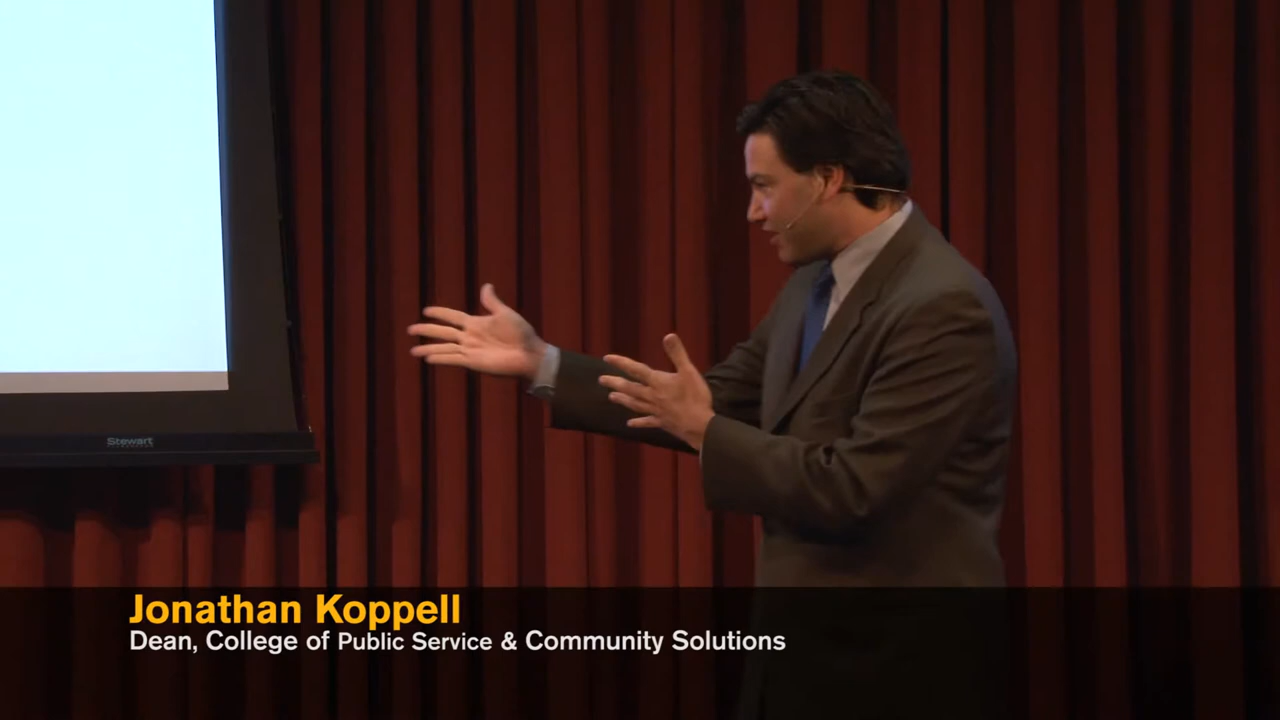 Stewart
Jonathan Koppell
Dean, College of Public Service & Community Solutions